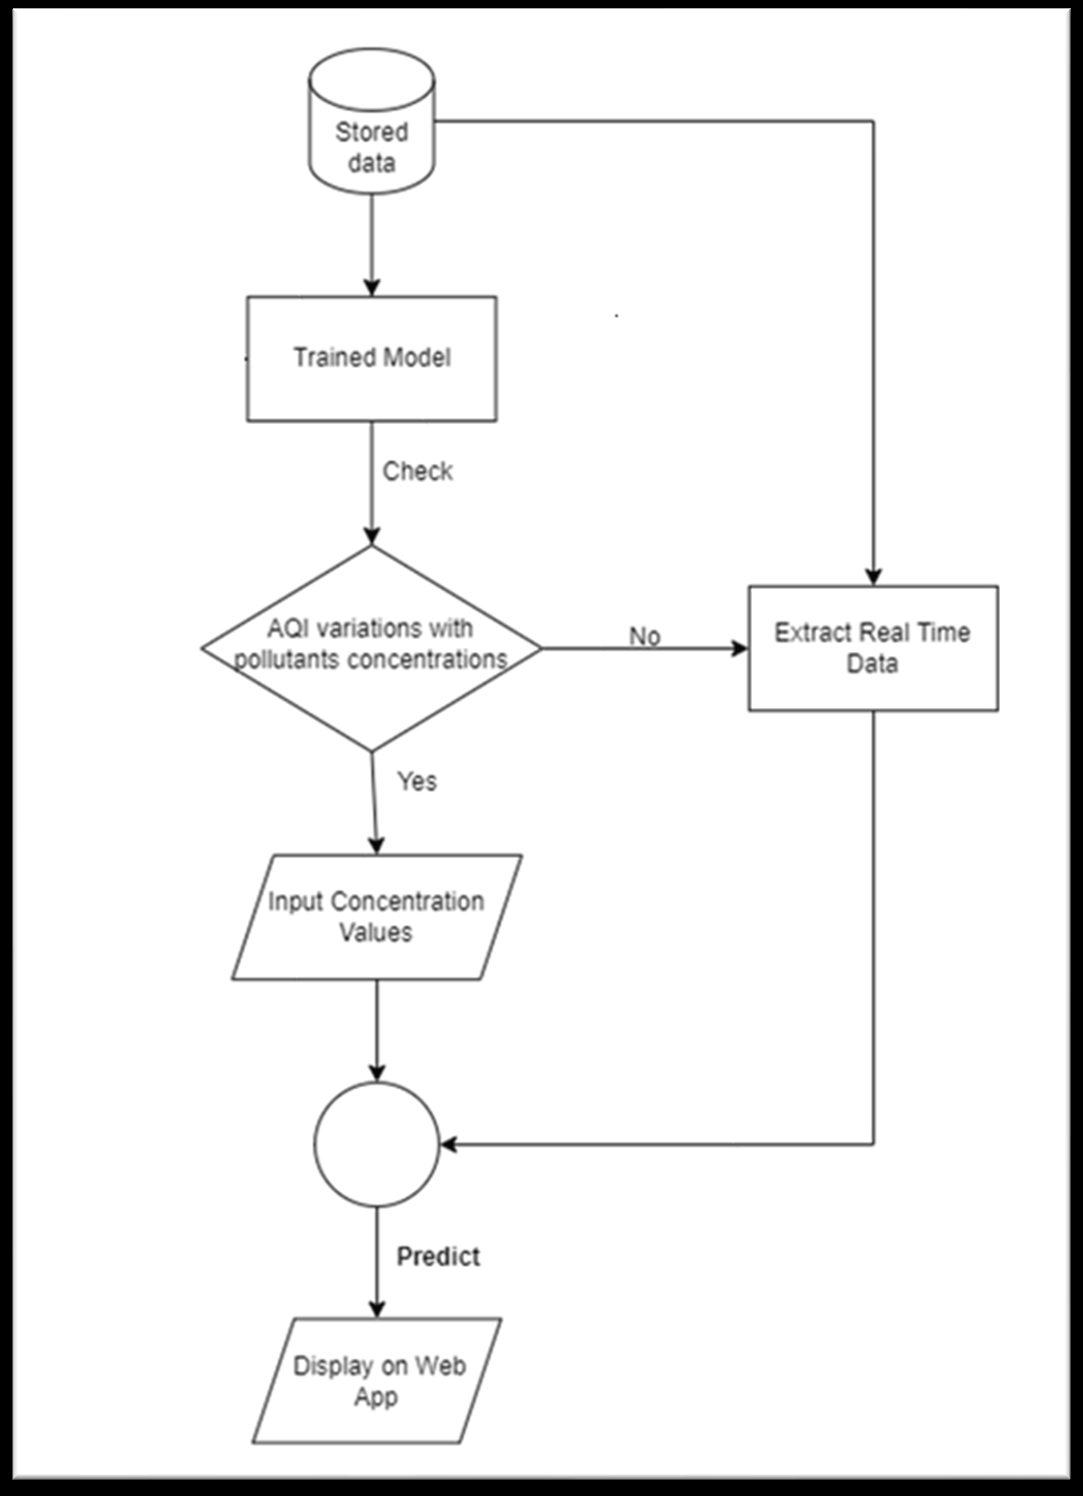 Stored
data
Trained Model
Check
AQI variations with
pollutants concentrations
No
Extract Real Time
Data
Yes
Input Concentration
Values
Predict
Display on Web
App